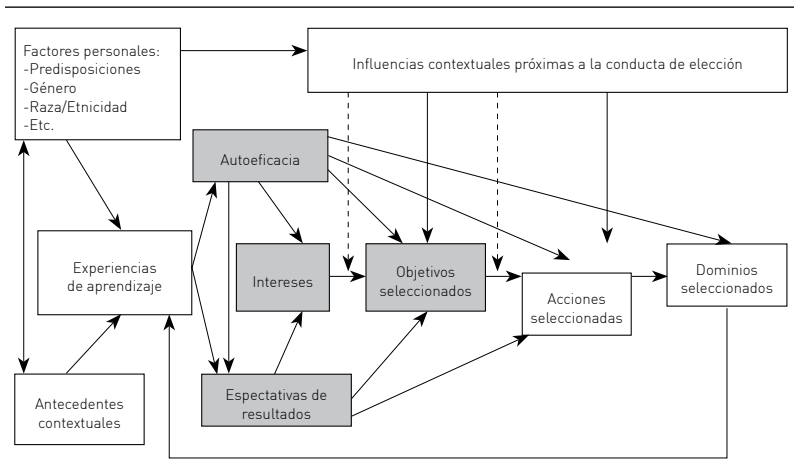 Factores personales:
-Predisposiciones
-Género
-Raza/Etnicidad
-Etc.
Influencias contextuales próximas a la conducta de elección
Autoeficacia
Experiencias
de aprendizaje
Intereses
Objetivos
seleccionados
Acciones
seleccionadas
Dominios
seleccionados
Antecedentes
contextuales
Espectativas de
resultados